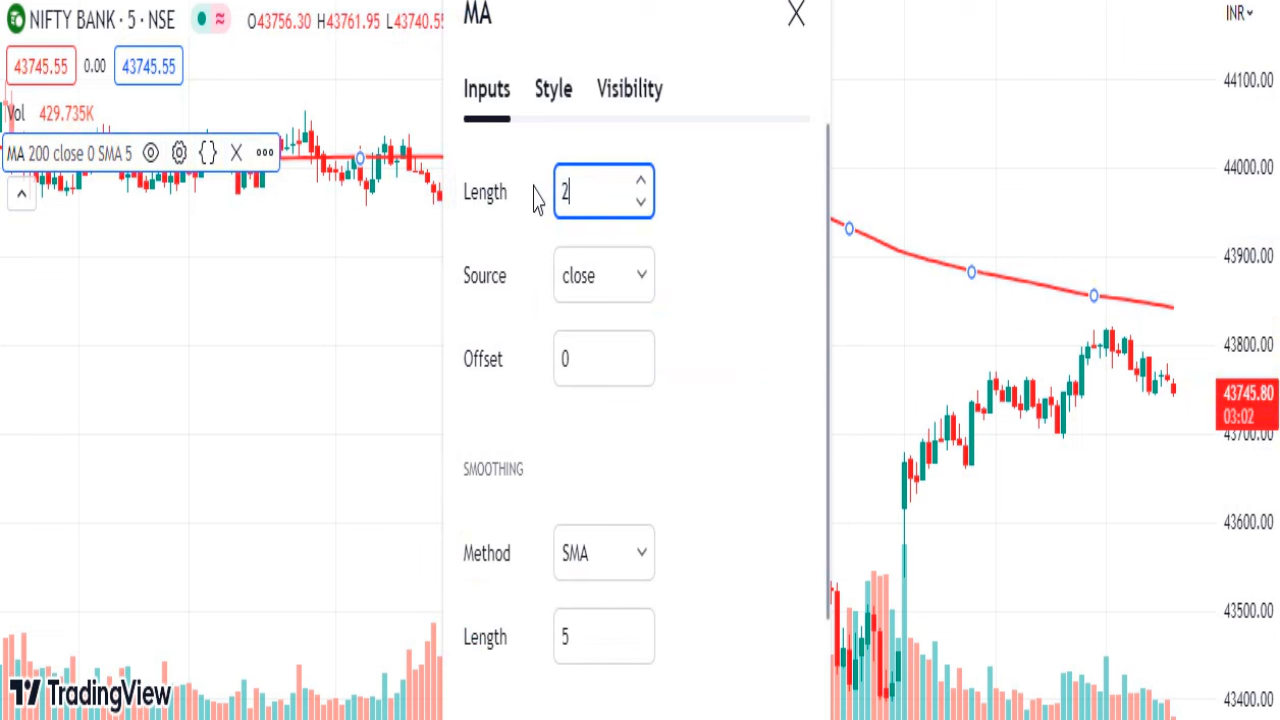 NIFTY BANK · 5 · NSE
≈
O43756.30 H43761.95 L43740.55
43745.55 0.00 43745.55
Vol 429.735K
MA 200 close 0 SMA 5
MA
Inputs Style Visibility
Length 2
Source close
Offset 0
SMOOTHING
Method SMA
Length 5
INR
44100.00
44000.00
43900.00
43800.00
43745.80
03:02
43700.00
43600.00
43500.00
43400.00
TradingView